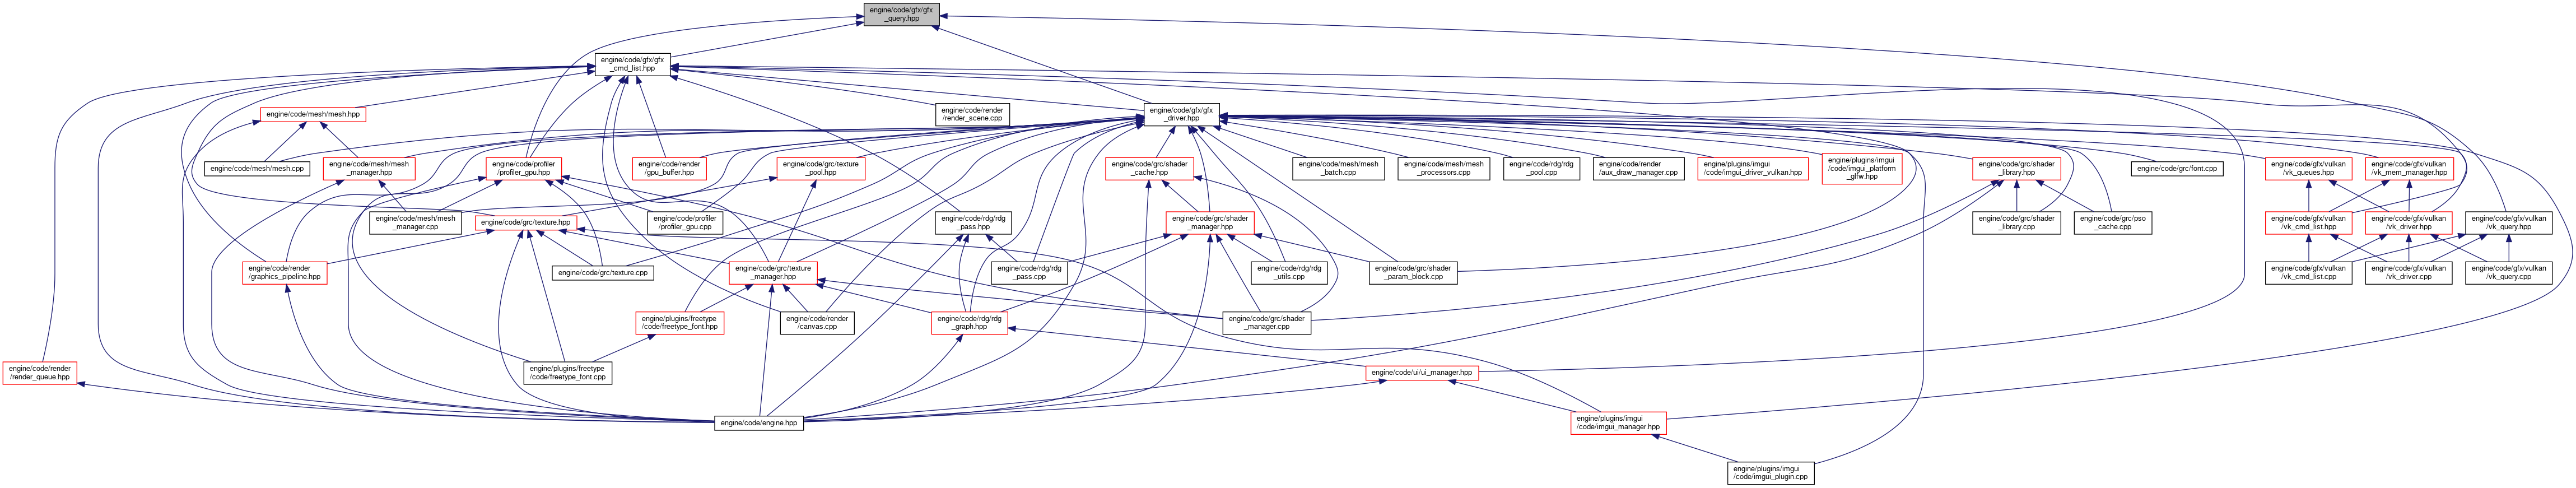 engine/code/gfx/gfx
_query.hpp
engine/code/gfx/gfx
_cmd_list.hpp
engine/code/mesh/mesh.hpp
engine/code/render
/render_scene.cpp
engine/code/gfx/gfx
_driver.hpp
engine/code/mesh/mesh.cpp
engine/code/mesh/mesh
_manager.hpp
engine/code/profiler
/profiler_gpu.hpp
engine/code/render
/gpu_buffer.hpp
engine/code/grc/texture
_pool.hpp
engine/code/grc/shader
_cache.hpp
engine/code/mesh/mesh
_batch.cpp
engine/code/mesh/mesh
_processors.cpp
engine/code/rdg/rdg
_pool.cpp
engine/code/render
/aux_draw_manager.cpp
engine/plugins/imgui
/code/imgui_driver_vulkan.hpp
engine/plugins/imgui
/code/imgui_platform
_glfw.hpp
engine/code/grc/shader
_library.hpp
engine/code/grc/font.cpp
engine/code/gfx/vulkan
/vk_queues.hpp
engine/code/gfx/vulkan
/vk_mem_manager.hpp
engine/code/mesh/mesh
_manager.cpp
engine/code/grc/texture.hpp
engine/code/profiler
/profiler_gpu.cpp
engine/code/rdg/rdg
_pass.hpp
engine/code/grc/shader
_manager.hpp
engine/code/grc/shader
_library.cpp
engine/code/grc/pso
_cache.cpp
engine/code/gfx/vulkan
/vk_cmd_list.hpp
engine/code/gfx/vulkan
/vk_driver.hpp
engine/code/gfx/vulkan
/vk_query.hpp
engine/code/render
/graphics_pipeline.hpp
engine/code/grc/texture.cpp
engine/code/grc/texture
_manager.hpp
engine/code/rdg/rdg
_pass.cpp
engine/code/rdg/rdg
_utils.cpp
engine/code/grc/shader
_param_block.cpp
engine/code/gfx/vulkan
/vk_cmd_list.cpp
engine/code/gfx/vulkan
/vk_driver.cpp
engine/code/gfx/vulkan
/vk_query.cpp
engine/plugins/freetype
/code/freetype_font.hpp
engine/code/render
/canvas.cpp
engine/code/rdg/rdg
_graph.hpp
engine/code/grc/shader
_manager.cpp
engine/code/render
/render_queue.hpp
engine/plugins/freetype
/code/freetype_font.cpp
engine/code/ui/ui_manager.hpp
engine/code/engine.hpp
engine/plugins/imgui
/code/imgui_manager.hpp
engine/plugins/imgui
/code/imgui_plugin.cpp